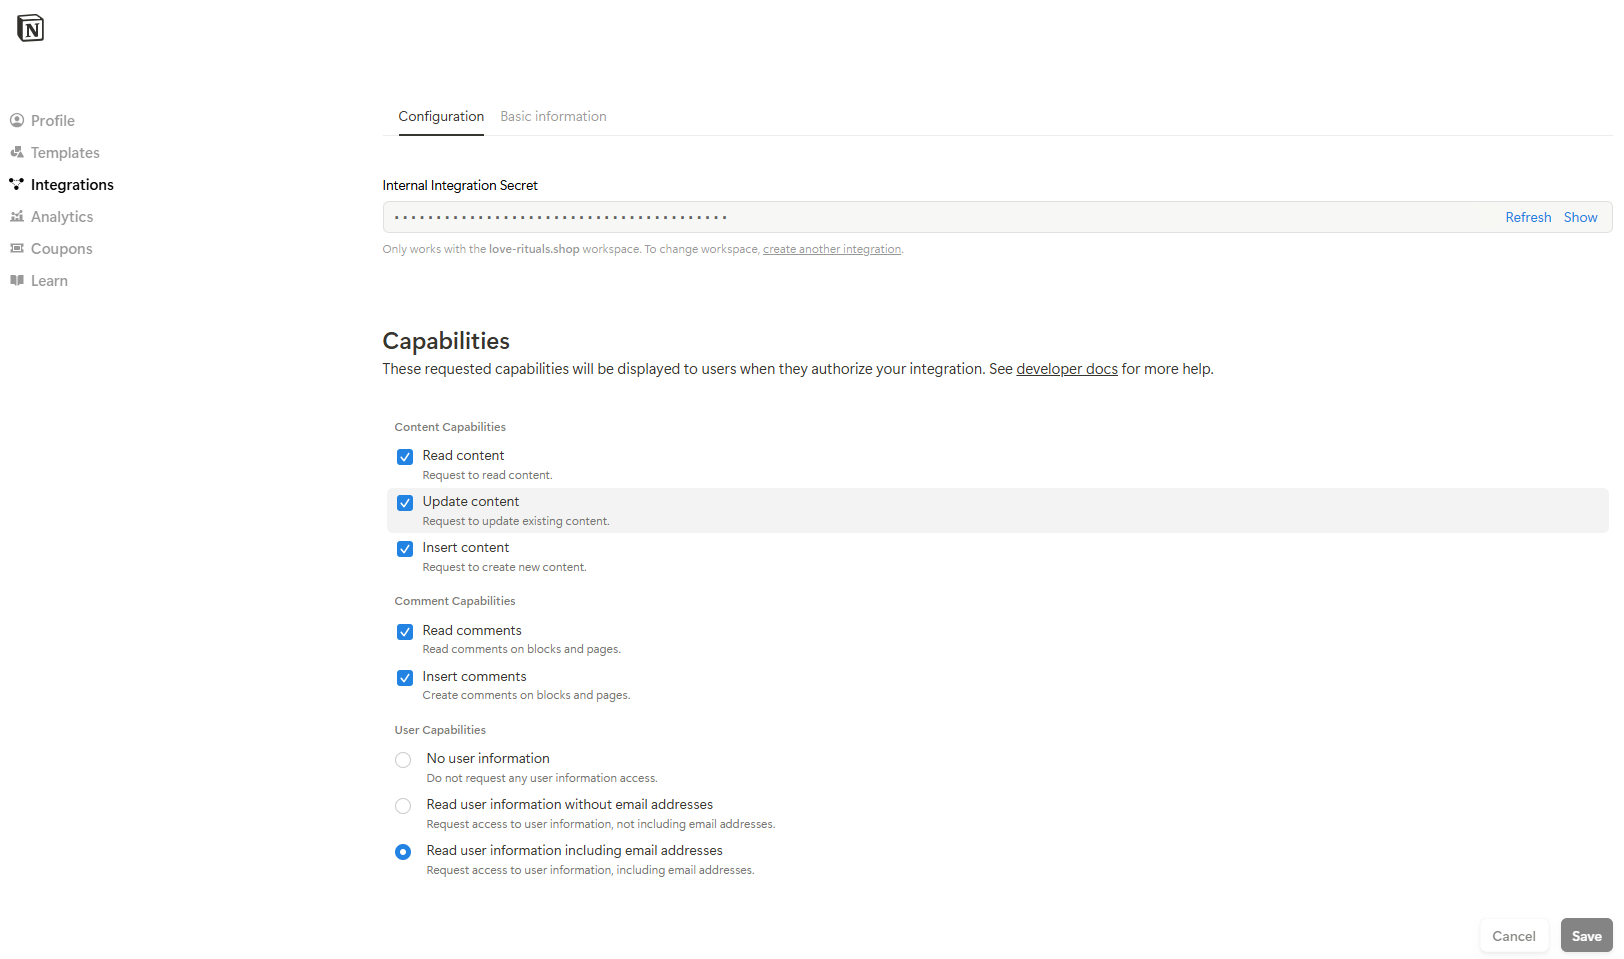 N
Profile
Templates
Integrations
Analytics
Coupons
Learn
Configuration Basic information
Internal Integration Secret
Refresh Show
Only works with the love-rituals.shop workspace. To change workspace, create another integration.
Capabilities
These requested capabilities will be displayed to users when they authorize your integration. See developer docs for more help.
Content Capabilities
Read content
Request to read content.
Update content
Request to update existing content.
Insert content
Request to create new content.
Comment Capabilities
Read comments
Read comments on blocks and pages.
Insert comments
Create comments on blocks and pages.
User Capabilities
No user information
Do not request any user information access.
Read user information without email addresses
Request access to user information, not including email addresses.
Read user information including email addresses
Request access to user information, including email addresses.
Cancel Save